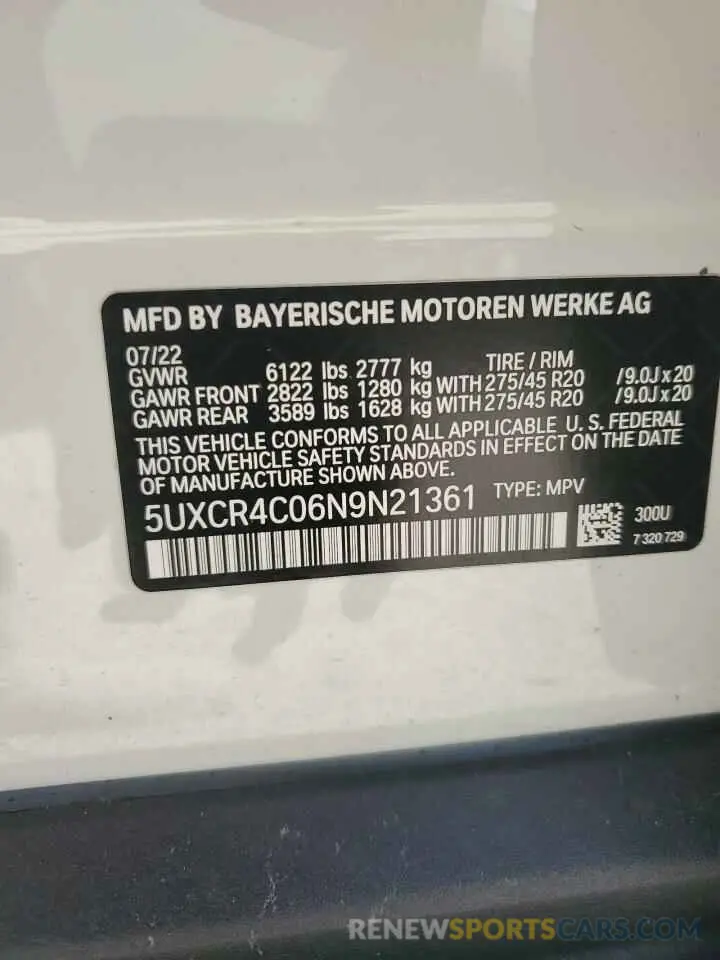 MFD BY BAYERISCHE MOTOREN WERKE AG
07/22 TIRE / RIM
GVWR 6122 lbs 2777 kg
GAWR FRONT 2822 lbs 1280 kg WITH 275/45 R20 /9.0J x 20
GAWR REAR 3589 lbs 1628 kg WITH 275/45 R20 /9.0J x 20
THIS VEHICLE CONFORMS TO ALL APPLICABLE U. S. FEDERAL
MOTOR VEHICLE SAFETY STANDARDS IN EFFECT ON THE DATE
OF MANUFACTURE SHOWN ABOVE.
5UXCR4C06N9N21361 TYPE: MPV
300U
7 320 729
RENEWSPORTSCARS.COM